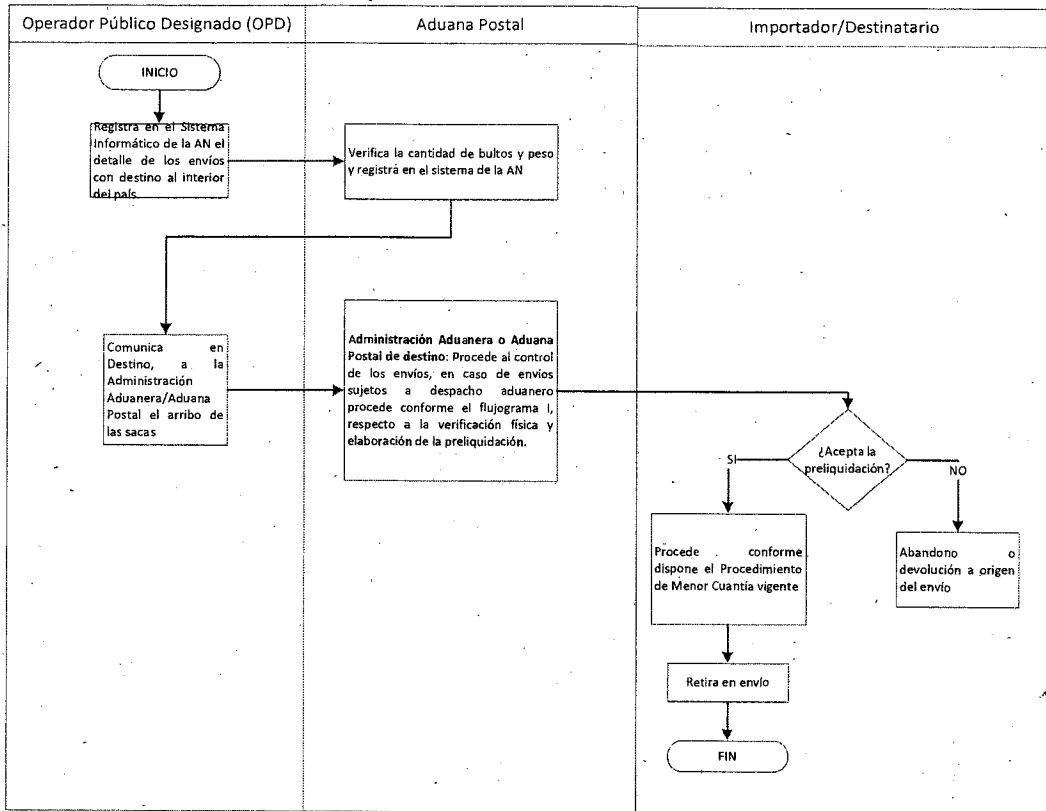 Operador Público Designado (OPD)
Aduana Postal
Importador/Destinatario
INICIO
Registra en el Sistema
Informático de la AN el
detalle de los envíos
con destino al interior
del país.
Verifica la cantidad de bultos y peso
y registra en el sistema de la AN
Comunica en
Destino, a la
Administración
Aduanera/Aduana
Postal el arribo de
las sacas
Administración Aduanera o Aduana
Postal de destino: Procede al control
de los envíos, en caso de envíos
sujetos a despacho aduanero
procede conforme el flujograma I,
respecto a la verificación física y
elaboración de la preliquidación.
¿Acepta la
preliquidación?
SI
NO
Procede conforme
dispone el Procedimiento
de Menor Cuantía vigente
Abandono o
devolución a origen
del envío
Retira en envío
FIN